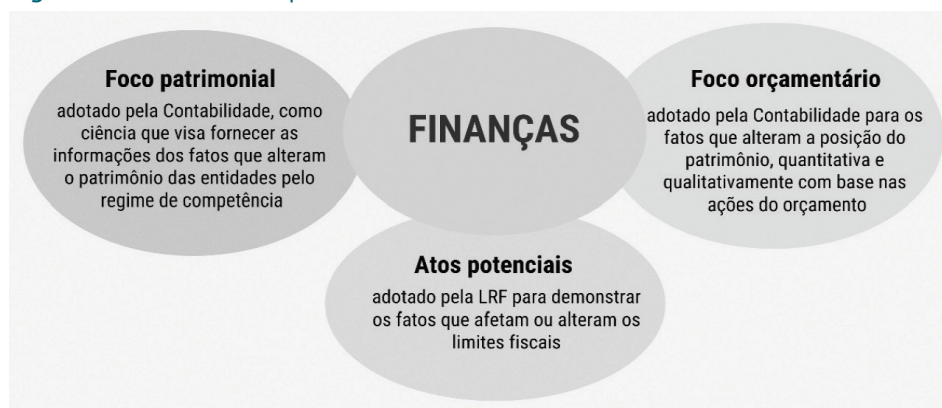 Foco patrimonial
adotado pela Contabilidade, como
ciência que visa fornecer as
informações dos fatos que alteram
o patrimônio das entidades pelo
regime de competência
FINANÇAS
Foco orçamentário
adotado pela Contabilidade para os
fatos que alteram a posição do
patrimônio, quantitativa e
qualitativamente com base nas
ações do orçamento
Atos potenciais
adotado pela LRF para demonstrar
os fatos que afetam ou alteram os
limites fiscais